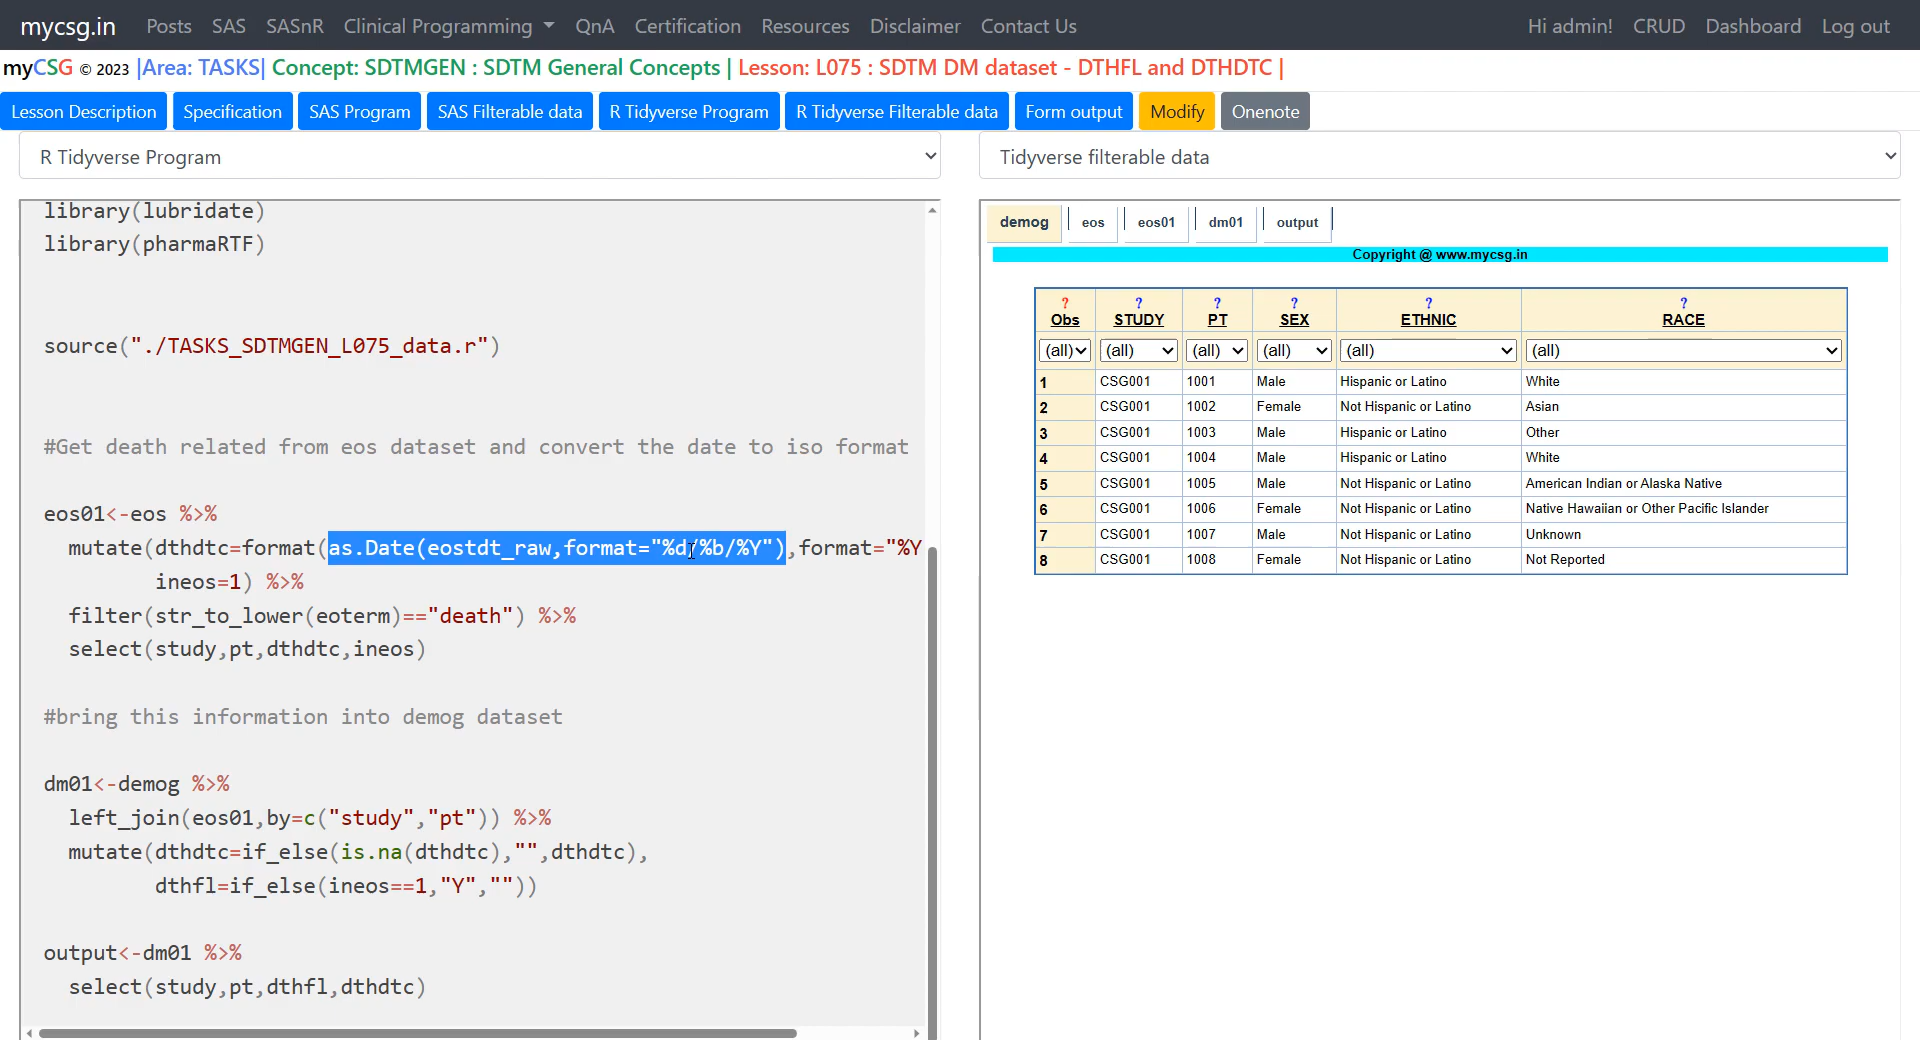 mycsg.in Posts SAS SASnR Clinical Programming QnA Certification Resources Disclaimer Contact Us Hi admin! CRUD Dashboard Log out
myCSG © 2023 |Area: TASKS| Concept: SDTMGEN : SDTM General Concepts | Lesson: L075 : SDTM DM dataset - DTHFL and DTHDTC |
Lesson Description Specification SAS Program SAS Filterable data R Tidyverse Program R Tidyverse Filterable data Form output Modify Onenote
R Tidyverse Program
library(lubridate)
library(pharmaRTF)
source("./TASKS_SDTMGEN_L075_data.r")
#Get death related from eos dataset and convert the date to iso format
eos01<-eos %>%
mutate(dthdtc=format(as.Date(eostdt_raw,format="%d/%b/%Y"),format="%Y
ineos=1) %>%
filter(str_to_lower(eoterm)=="death") %>%
select(study,pt,dthdtc,ineos)
#bring this information into demog dataset
dm01<-demog %>%
left_join(eos01,by=c("study","pt")) %>%
mutate(dthdtc=if_else(is.na(dthdtc),"",dthdtc),
dthfl=if_else(ineos==1,"Y",""))
output<-dm01 %>%
select(study,pt,dthfl,dthdtc)
Tidyverse filterable data
demog eos eos01 dm01 output
Copyright @ www.mycsg.in
? ? ? ? ? ?
Obs STUDY PT SEX ETHNIC RACE
(all) (all) (all) (all) (all) (all)
1 CSG001 1001 Male Hispanic or Latino White
2 CSG001 1002 Female Not Hispanic or Latino Asian
3 CSG001 1003 Male Hispanic or Latino Other
4 CSG001 1004 Male Hispanic or Latino White
5 CSG001 1005 Male Not Hispanic or Latino American Indian or Alaska Native
6 CSG001 1006 Female Not Hispanic or Latino Native Hawaiian or Other Pacific Islander
7 CSG001 1007 Male Not Hispanic or Latino Unknown
8 CSG001 1008 Female Not Hispanic or Latino Not Reported